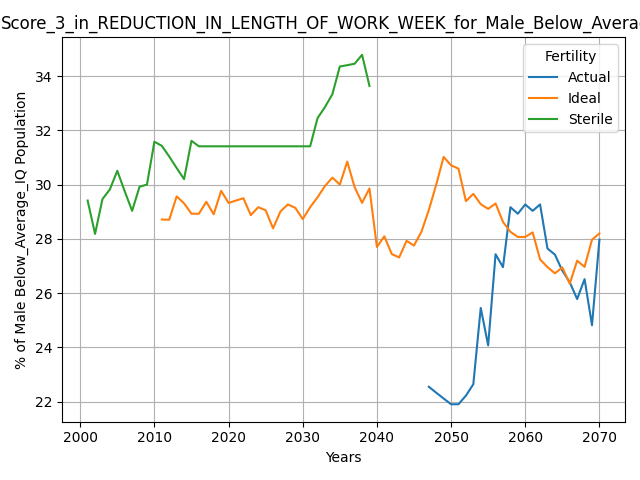 Score_3_in_REDUCTION_IN_LENGTH_OF_WORK_WEEK_for_Male_Below_Avera
Fertility
Actual
Ideal
Sterile
% of Male Below_Average_IQ Population
34
32
30
28
26
24
22
2000 2010 2020 2030 2040 2050 2060 2070
Years